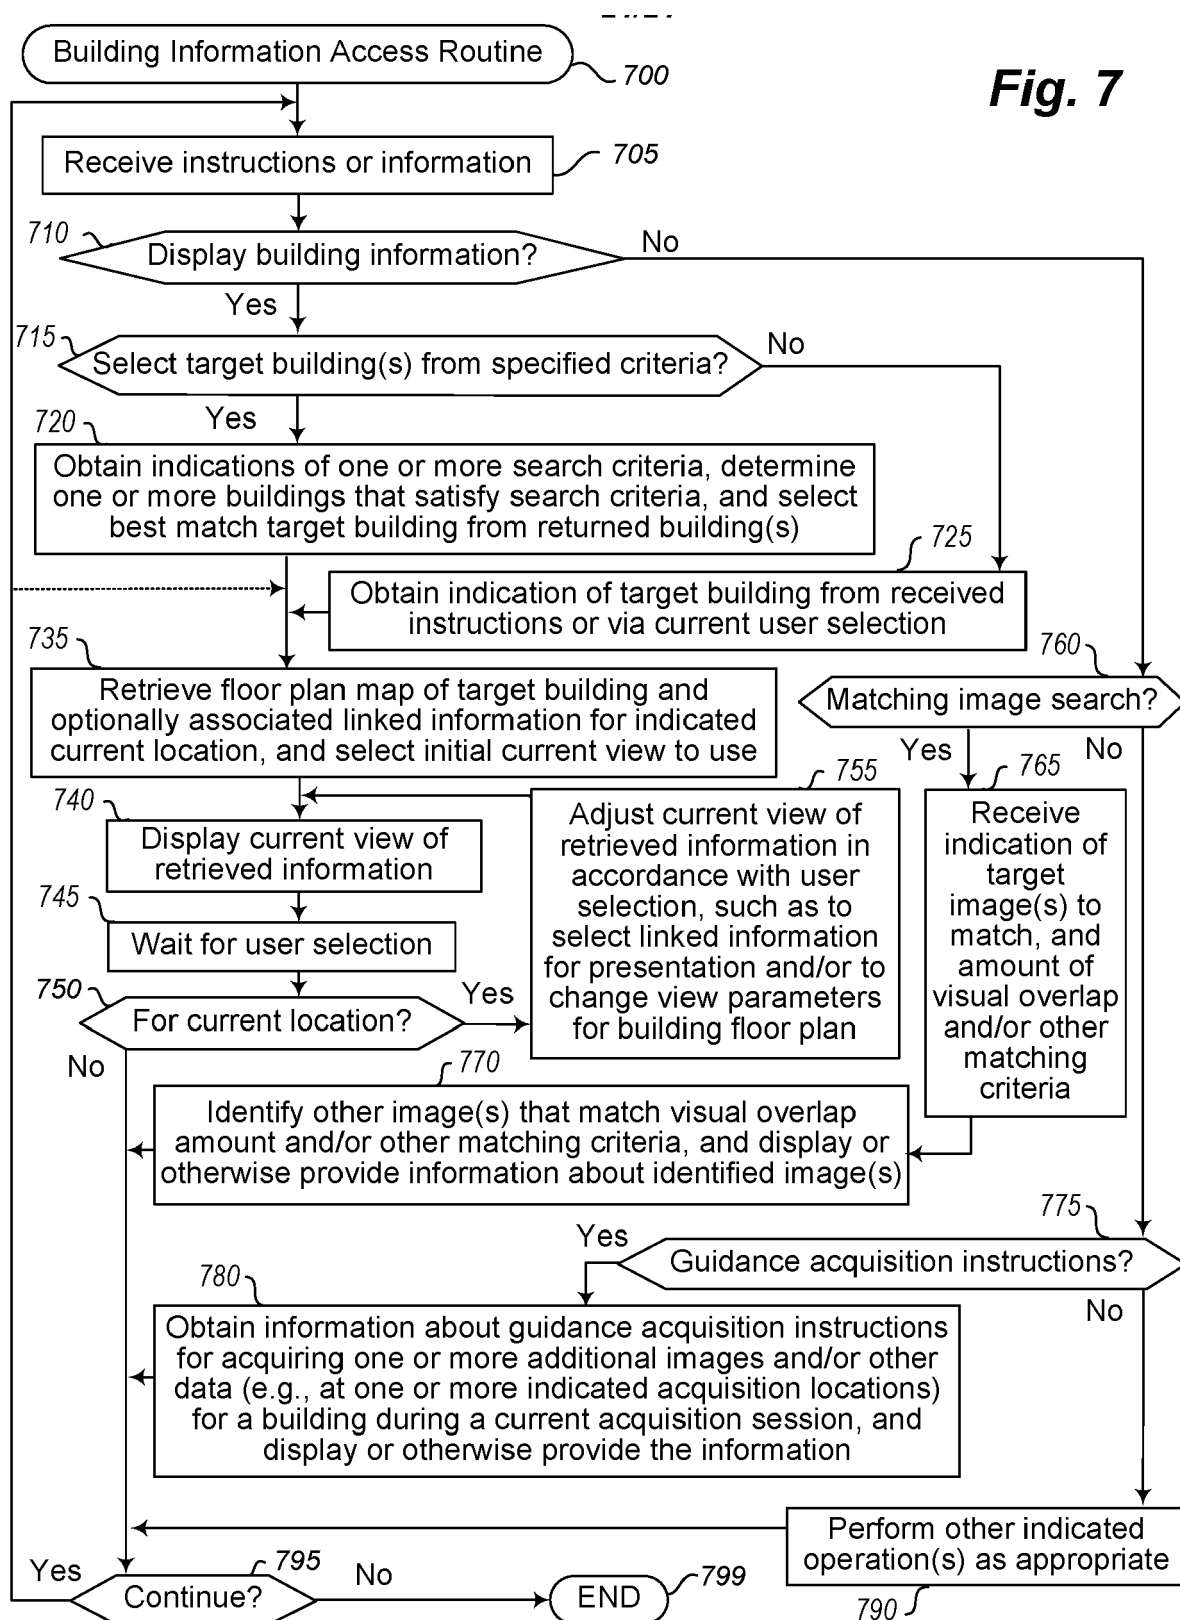 Building Information Access Routine
700
Fig. 7
Receive instructions or information
705
710
Display building information?
No
Yes
715
Select target building(s) from specified criteria?
No
Yes
720
Obtain indications of one or more search criteria, determine
one or more buildings that satisfy search criteria, and select
best match target building from returned building(s)
725
Obtain indication of target building from received
instructions or via current user selection
735
Retrieve floor plan map of target building and
optionally associated linked information for indicated
current location, and select initial current view to use
760
Matching image search?
Yes
No
740
Display current view of
retrieved information
745
Wait for user selection
750
For current location?
Yes
No
755
Adjust current view of
retrieved information in
accordance with user
selection, such as to
select linked information
for presentation and/or to
change view parameters
for building floor plan
765
Receive
indication of
target
image(s) to
match, and
amount of
visual overlap
and/or other
matching
criteria
770
Identify other image(s) that match visual overlap
amount and/or other matching criteria, and display or
otherwise provide information about identified image(s)
775
Guidance acquisition instructions?
Yes
No
780
Obtain information about guidance acquisition instructions
for acquiring one or more additional images and/or other
data (e.g., at one or more indicated acquisition locations)
for a building during a current acquisition session, and
display or otherwise provide the information
Perform other indicated
operation(s) as appropriate
790
795
Continue?
Yes
No
END
799